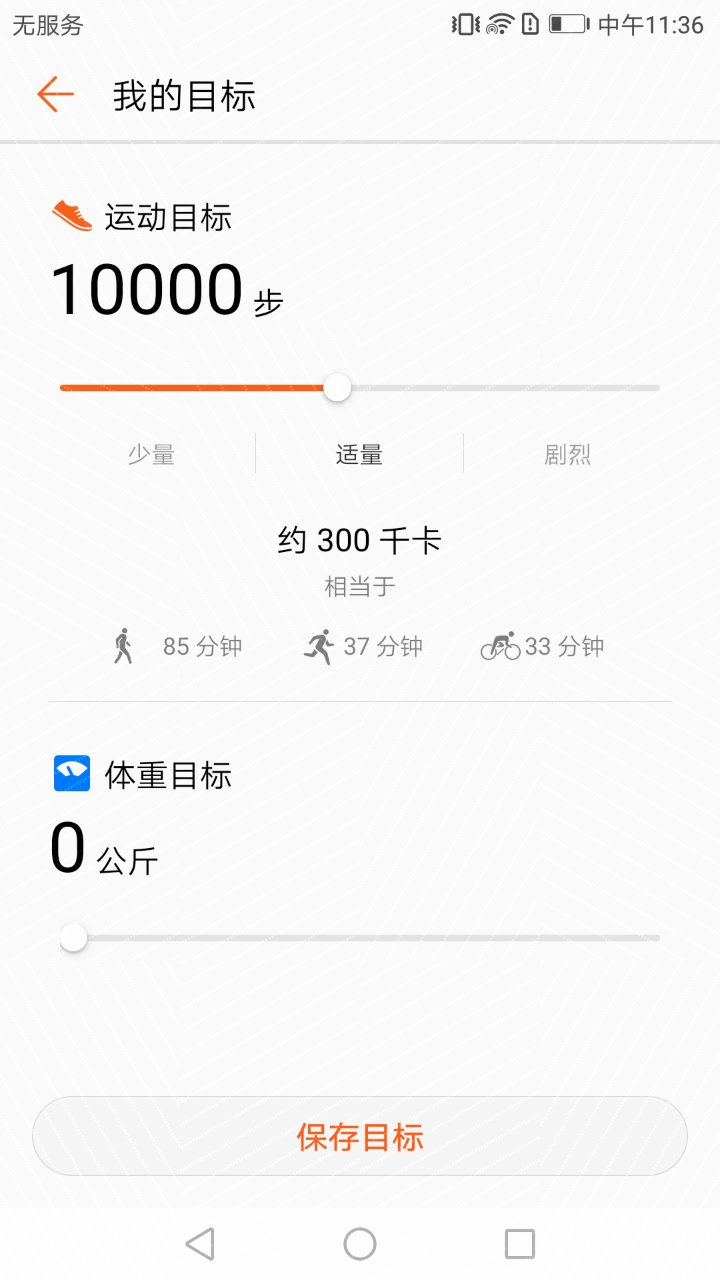 无服务 中午11:36
我的目标
运动目标
10000 步
少量 适量 剧烈
约 300 千卡
相当于
85 分钟 37 分钟 33 分钟
体重目标
0 公斤
保存目标